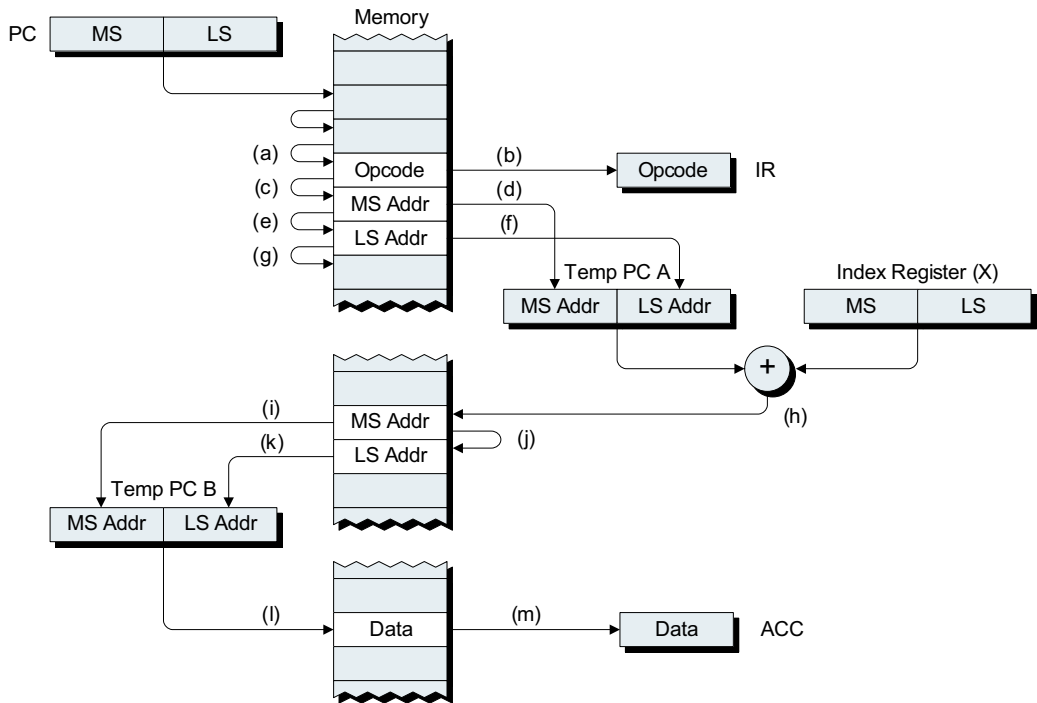 Memory
PC
MS LS
(a)
Opcode
(b)
Opcode
IR
(c)
MS Addr
(d)
(e)
LS Addr
(f)
(g)
Temp PC A
Index Register (X)
MS Addr LS Addr
MS LS
+
(h)
(i)
MS Addr
(j)
(k)
LS Addr
Temp PC B
MS Addr LS Addr
(l)
Data
(m)
Data
ACC